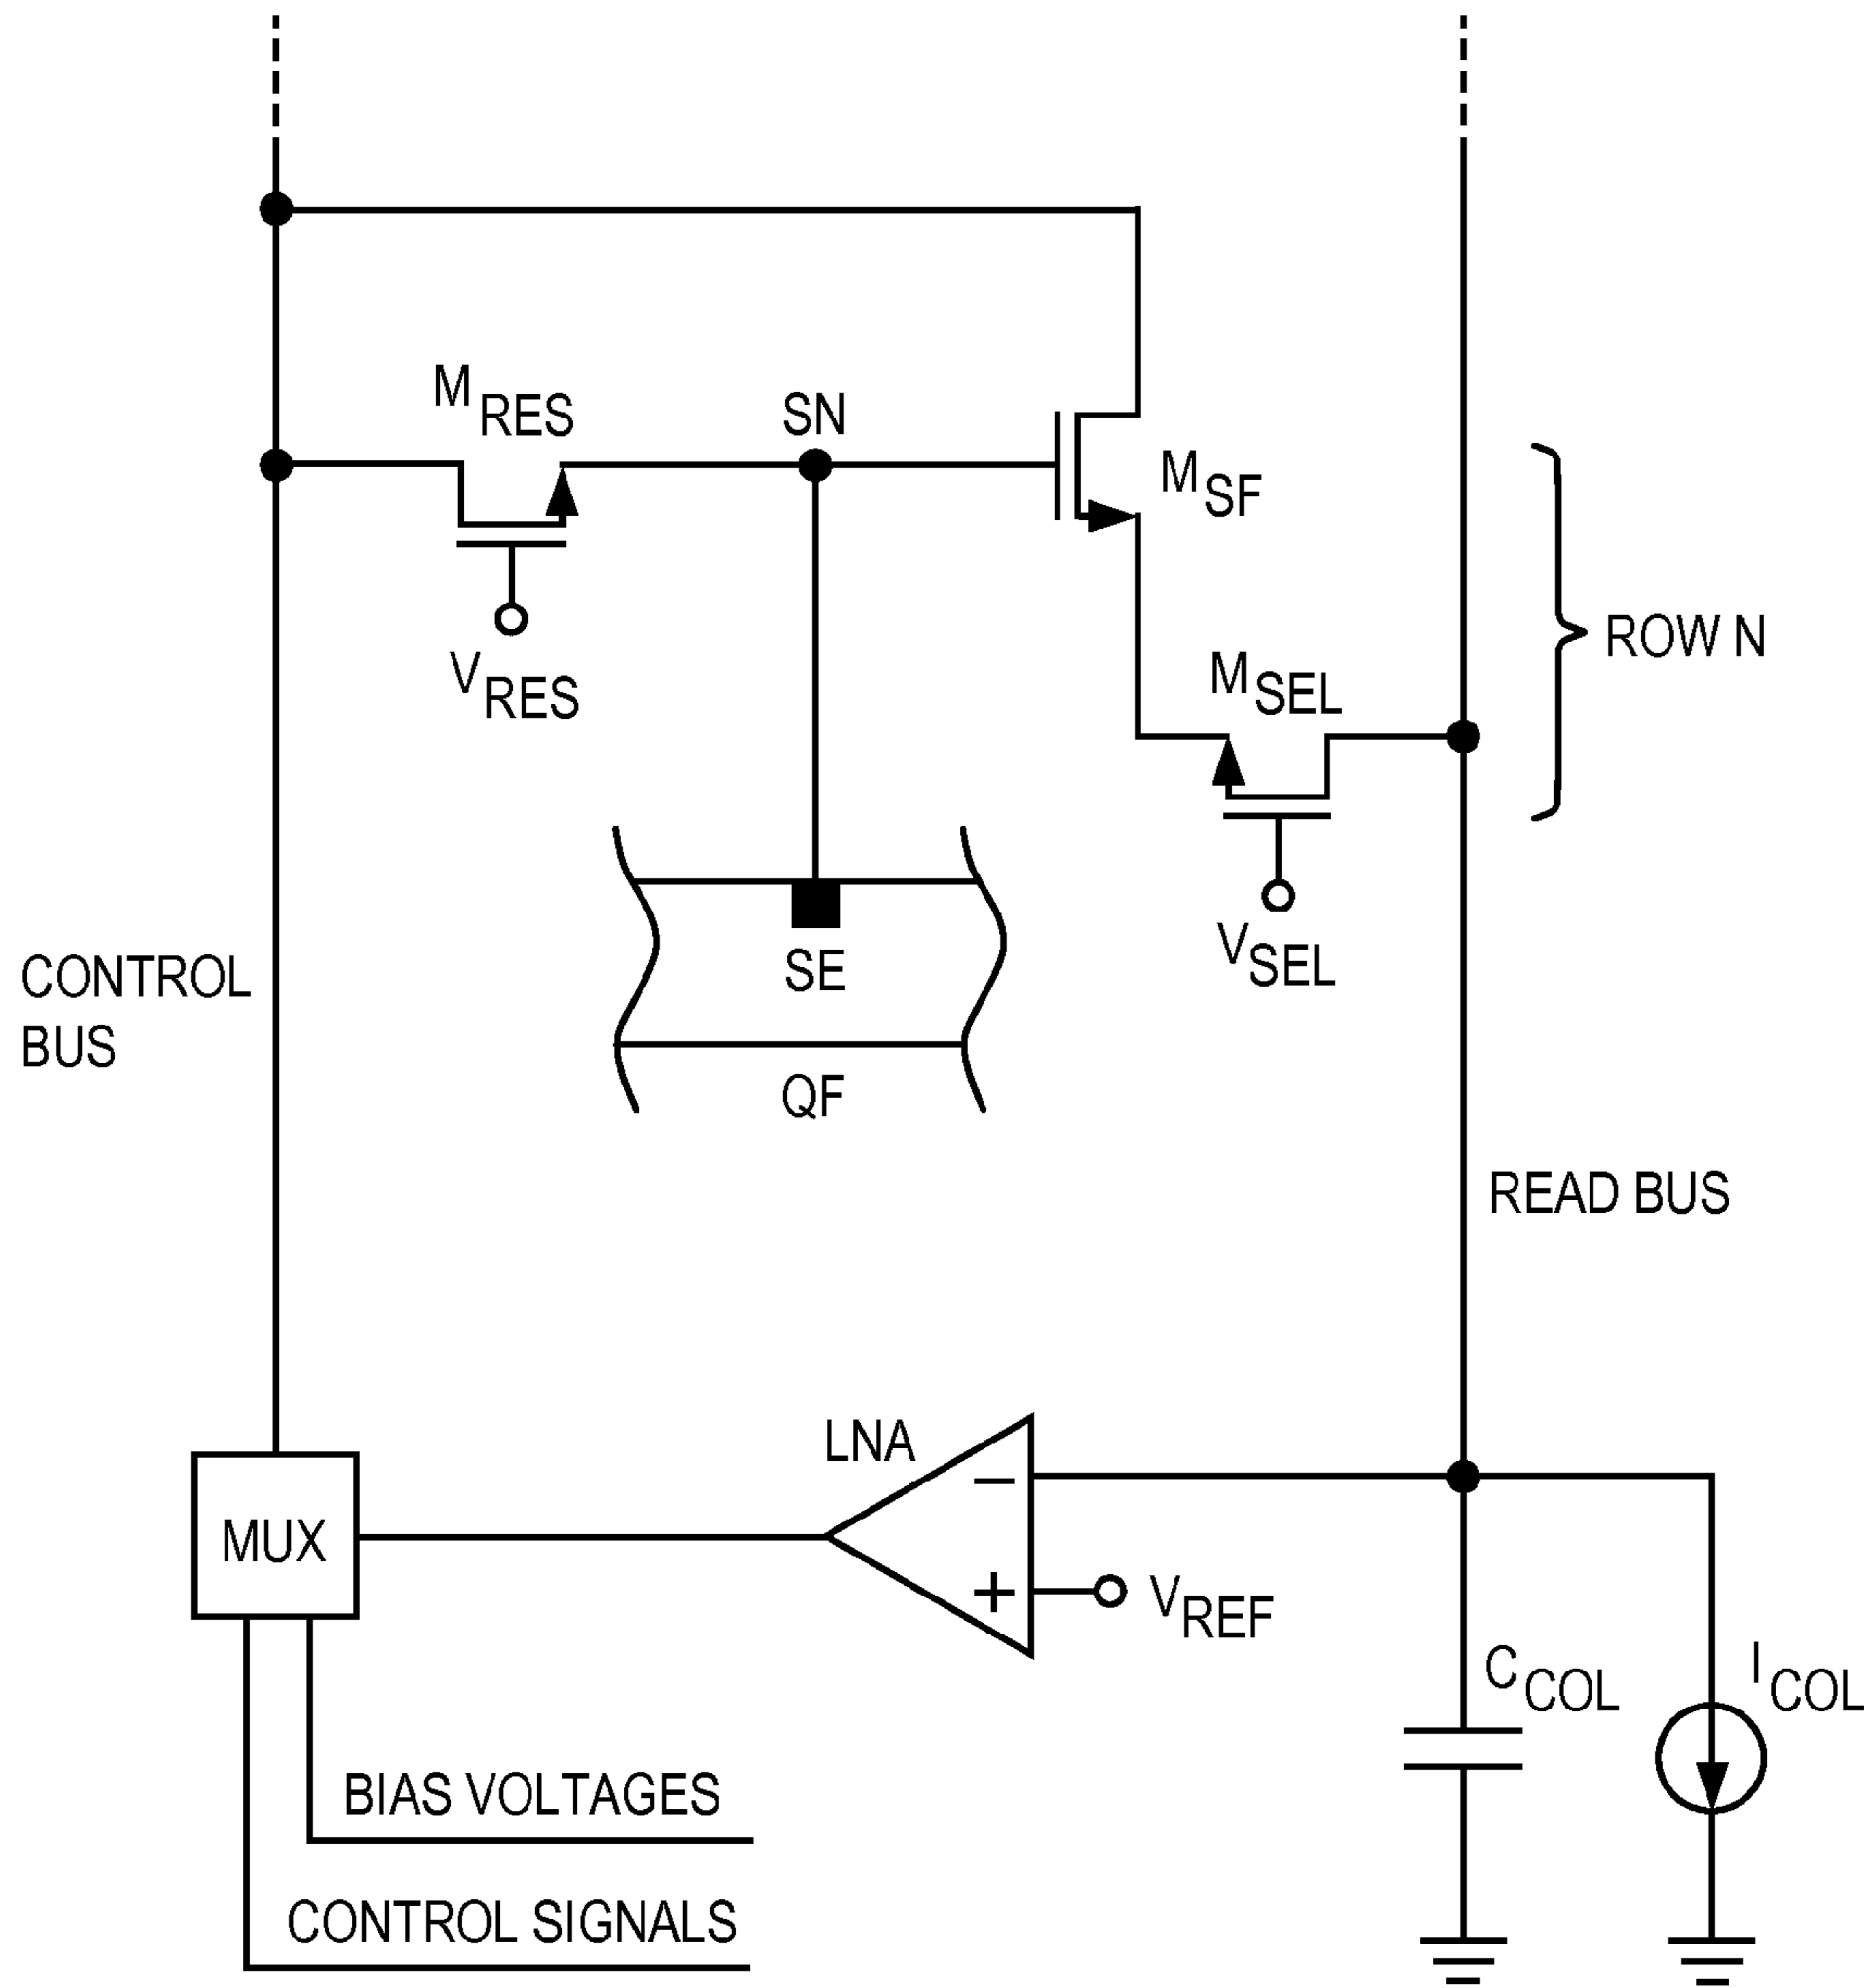 M RES
SN
M SF
V RES
ROW N
M SEL
V SEL
CONTROL
BUS
SE
QF
READ BUS
LNA
−
MUX
+
V REF
C COL
I COL
BIAS VOLTAGES
CONTROL SIGNALS